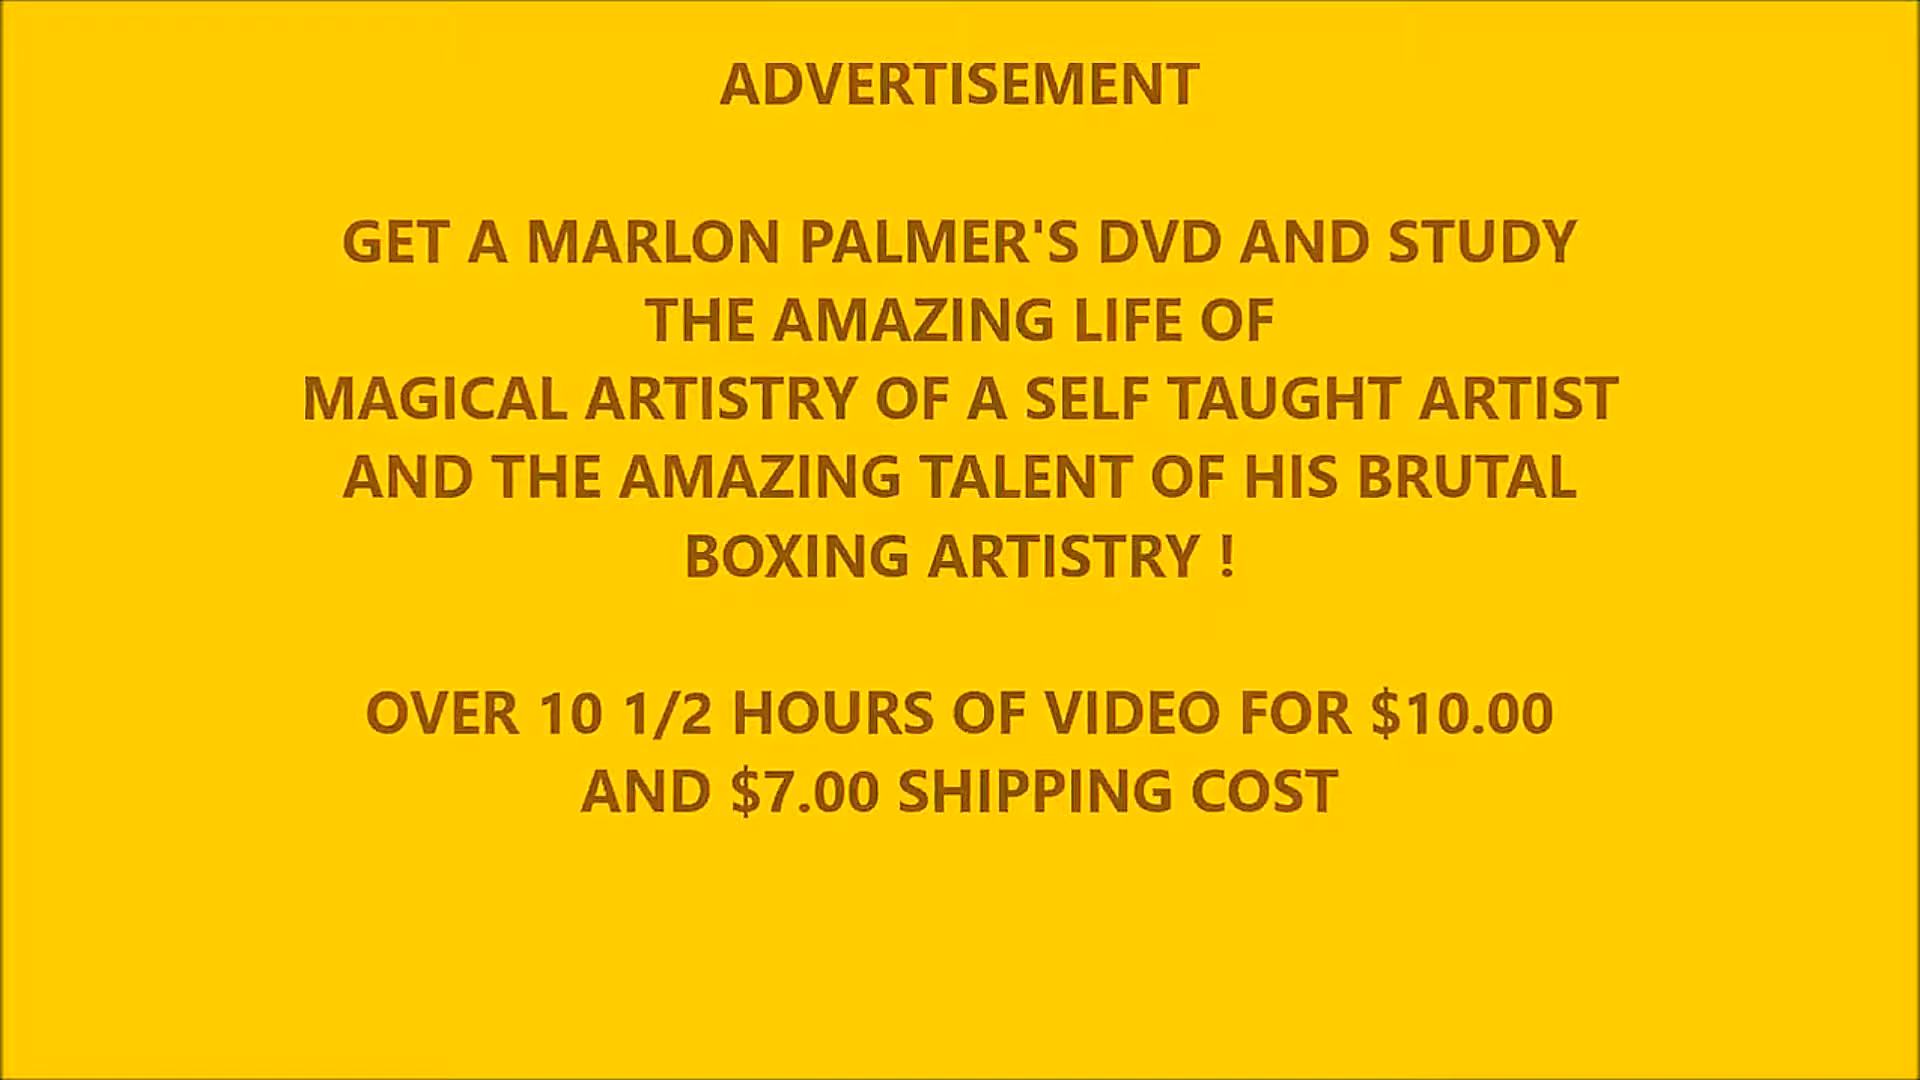 ADVERTISEMENT
GET A MARLON PALMER'S DVD AND STUDY
THE AMAZING LIFE OF
MAGICAL ARTISTRY OF A SELF TAUGHT ARTIST
AND THE AMAZING TALENT OF HIS BRUTAL
BOXING ARTISTRY !
OVER 10 1/2 HOURS OF VIDEO FOR $10.00
AND $7.00 SHIPPING COST